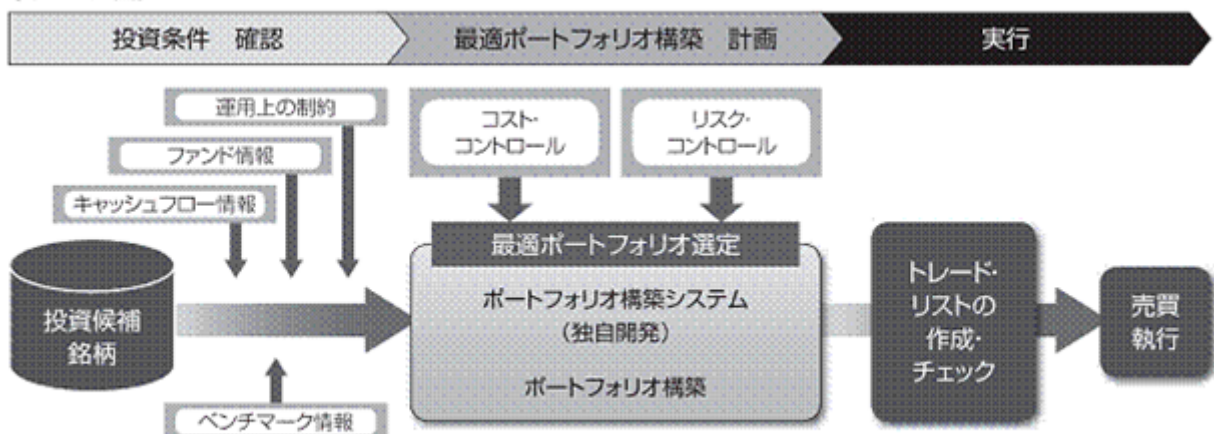 投資条件 確認
最適ポートフォリオ構築 計画
実行
運用上の制約
ファンド情報
キャッシュフロー情報
コスト・
コントロール
リスク・
コントロール
投資候補
銘柄
ベンチマーク情報
最適ポートフォリオ選定
ポートフォリオ構築システム
(独自開発)
ポートフォリオ構築
トレード・
リストの
作成・
チェック
売買
執行